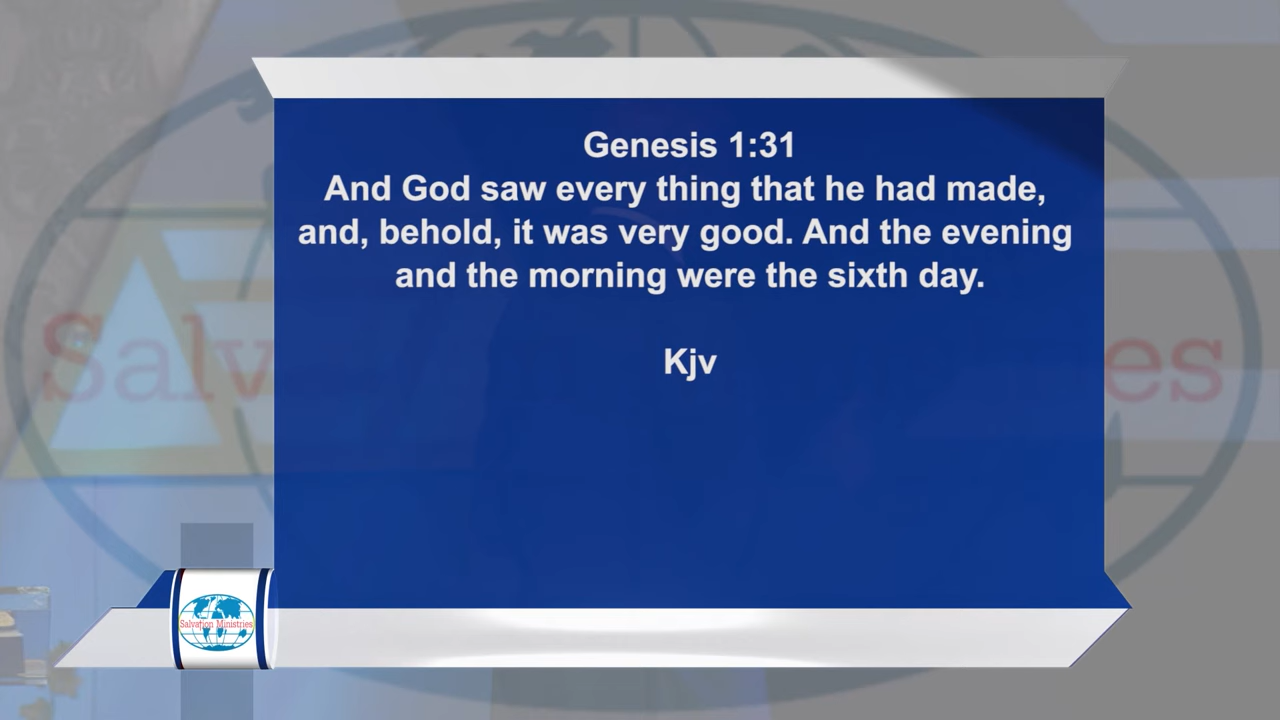 Genesis 1:31
And God saw every thing that he had made,
and, behold, it was very good. And the evening
and the morning were the sixth day.
Kjv
Salvation Ministries